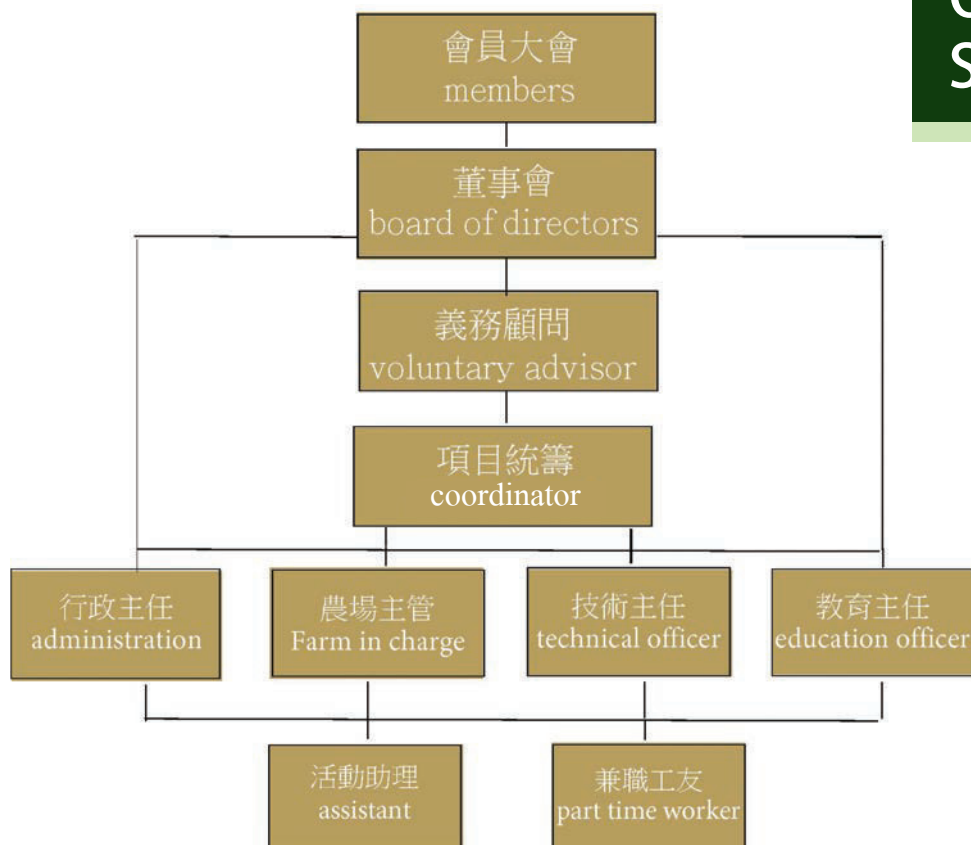 會員大會
members
董事會
board of directors
義務顧問
voluntary advisor
項目統籌
coordinator
行政主任
administration
農場主管
Farm in charge
技術主任
technical officer
教育主任
education officer
活動助理
assistant
兼職工友
part time worker